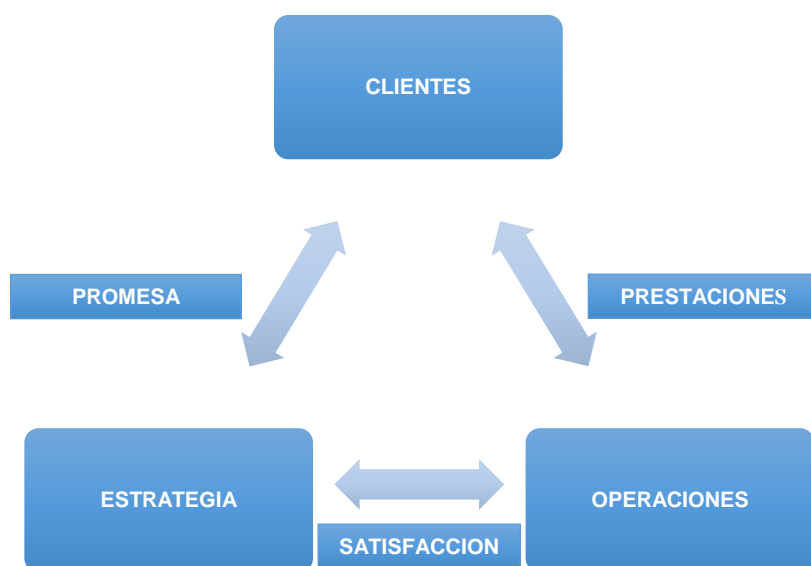 CLIENTES
PROMESA
PRESTACIONES
ESTRATEGIA
OPERACIONES
SATISFACCION